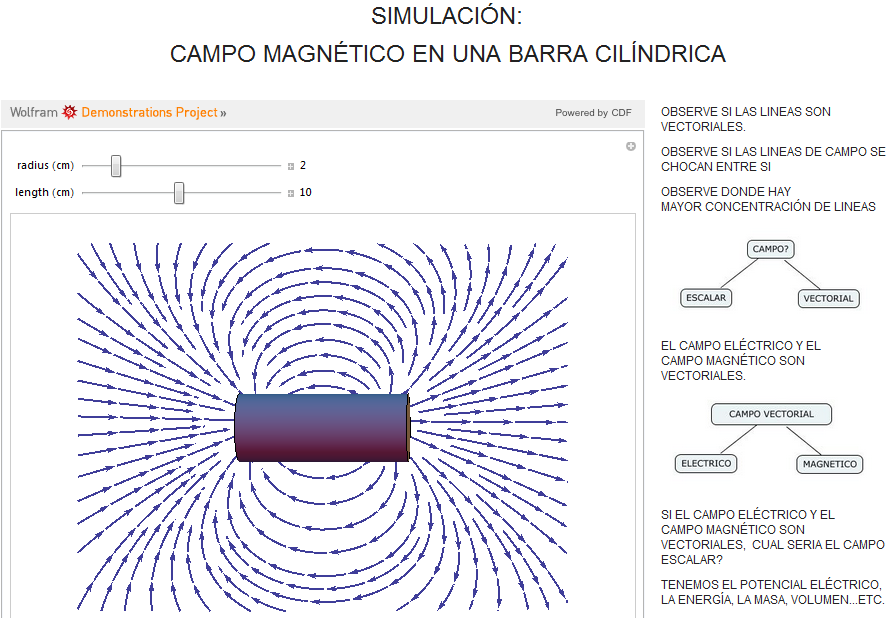 SIMULACIÓN:
CAMPO MAGNÉTICO EN UNA BARRA CILÍNDRICA
Wolfram Demonstrations Project »
Powered by CDF
radius (cm) 2
length (cm) 10
OBSERVE SI LAS LINEAS SON
VECTORIALES.
OBSERVE SI LAS LINEAS DE CAMPO SE
CHOCAN ENTRE SI
OBSERVE DONDE HAY
MAYOR CONCENTRACIÓN DE LINEAS
CAMPO?
ESCALAR
VECTORIAL
EL CAMPO ELÉCTRICO Y EL
CAMPO MAGNÉTICO SON
VECTORIALES.
CAMPO VECTORIAL
ELECTRICO
MAGNETICO
SI EL CAMPO ELÉCTRICO Y EL
CAMPO MAGNÉTICO SON
VECTORIALES, CUAL SERIA EL CAMPO
ESCALAR?
TENEMOS EL POTENCIAL ELÉCTRICO,
LA ENERGÍA, LA MASA, VOLUMEN...ETC.